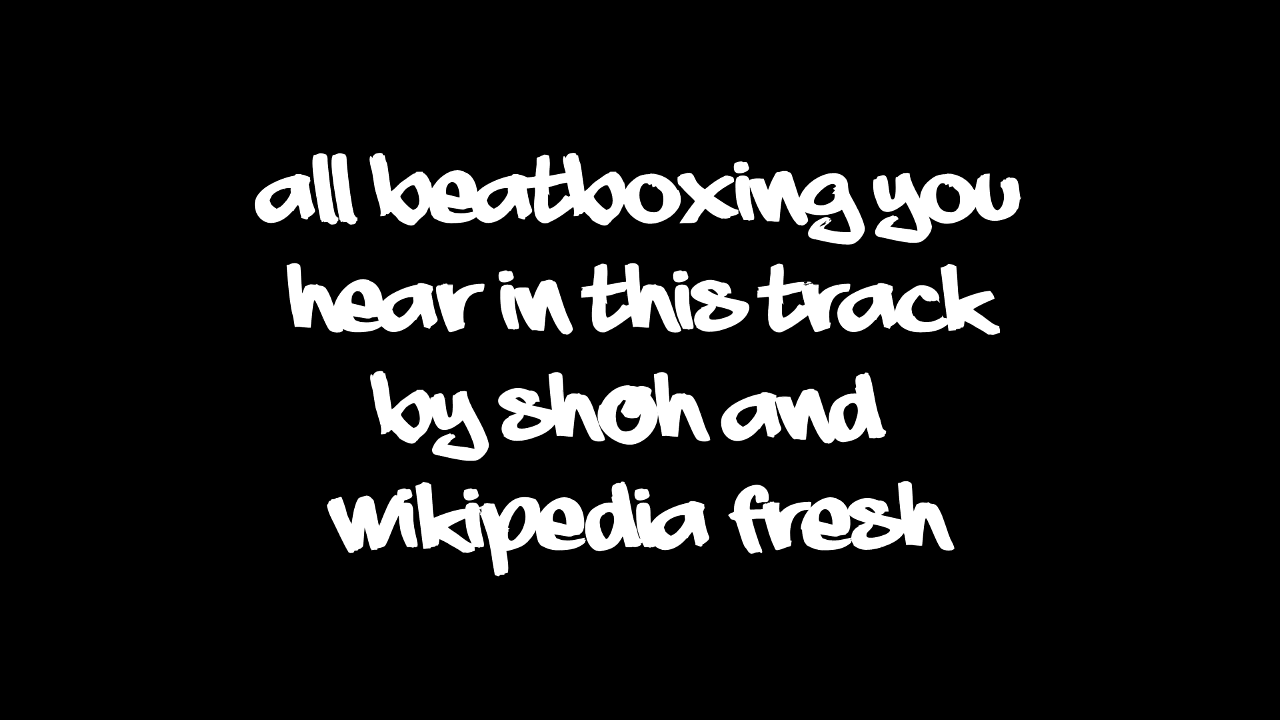 all beatboxing you
hear in this track
by shoh and
wikipedia fresh